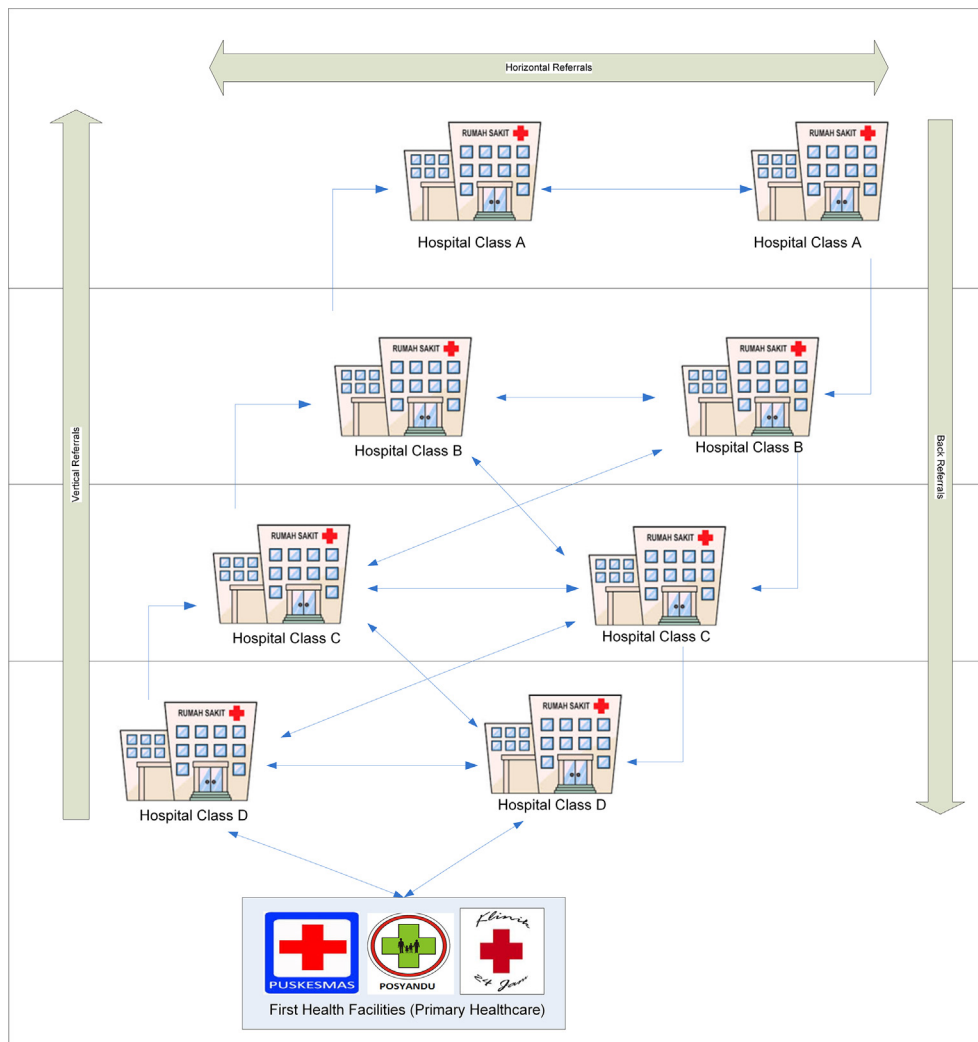 Horizontal Referrals
RUMAH SAKIT
RUMAH SAKIT
Hospital Class A
Hospital Class A
RUMAH SAKIT
RUMAH SAKIT
Hospital Class B
Hospital Class B
Vertical Referrals
Back Referrals
RUMAH SAKIT
RUMAH SAKIT
Hospital Class C
Hospital Class C
RUMAH SAKIT
RUMAH SAKIT
Hospital Class D
Hospital Class D
PUSKESMAS
POSYANDU
Klinik
24 Jam
First Health Facilities (Primary Healthcare)